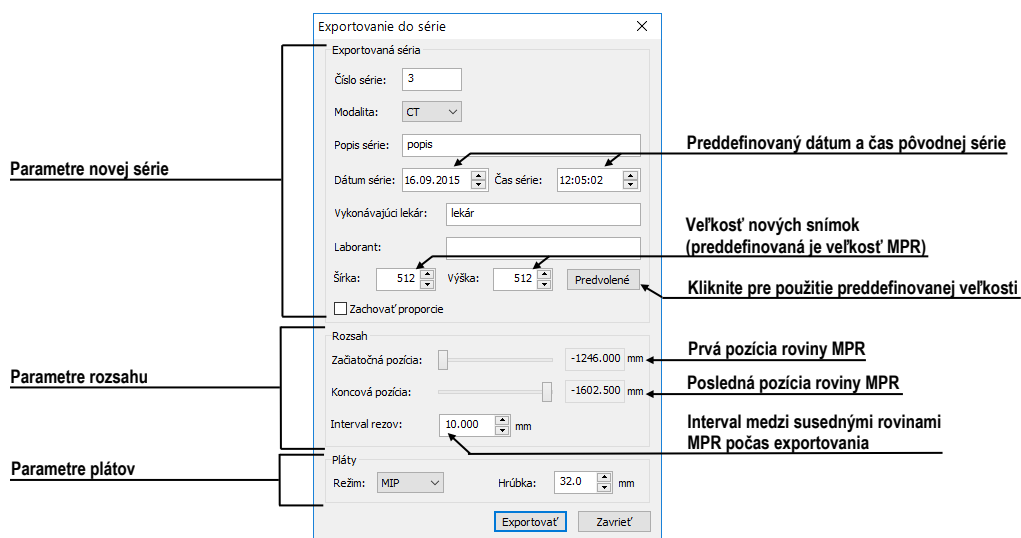 Exportovanie do série
Exportovaná séria
Číslo série: 3
Modalita: CT
Popis série: popis
Preddefinovaný dátum a čas pôvodnej série
Parametre novej série
Dátum série: 16.09.2015 Čas série: 12:05:02
Vykonávajúci lekár: lekár
Veľkosť nových snímok
(preddefinovaná je veľkosť MPR)
Laborant:
Šírka: 512 Výška: 512 Predvolené
Kliknite pre použitie preddefinovanej veľkosti
Zachovať proporcie
Rozsah
Začiatočná pozícia: -1246.000 mm
Prvá pozícia roviny MPR
Parametre rozsahu
Koncová pozícia: -1602.500 mm
Posledná pozícia roviny MPR
Interval rezov: 10.000 mm
Interval medzi susednými rovinami
MPR počas exportovania
Parametre plátov
Pláty
Režim: MIP Hrúbka: 32.0 mm
Exportovať Zavrieť